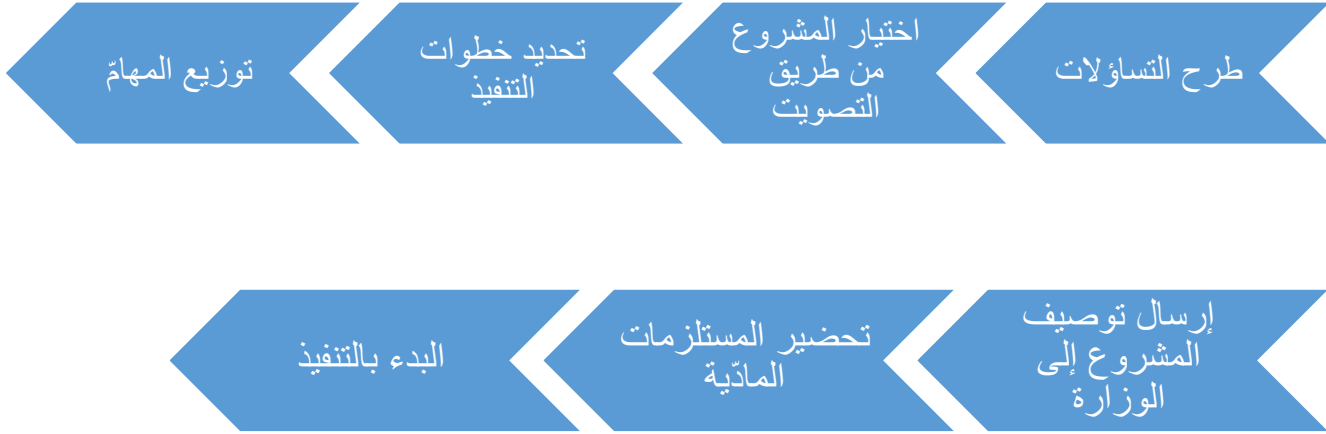 طرح التساؤلات
اختيار المشروع
من طريق
التصويت
تحديد خطوات
التنفيذ
توزيع المهامّ
إرسال توصيف
المشروع إلى
الوزارة
تحضير المستلزمات
المادّية
البدء بالتنفيذ